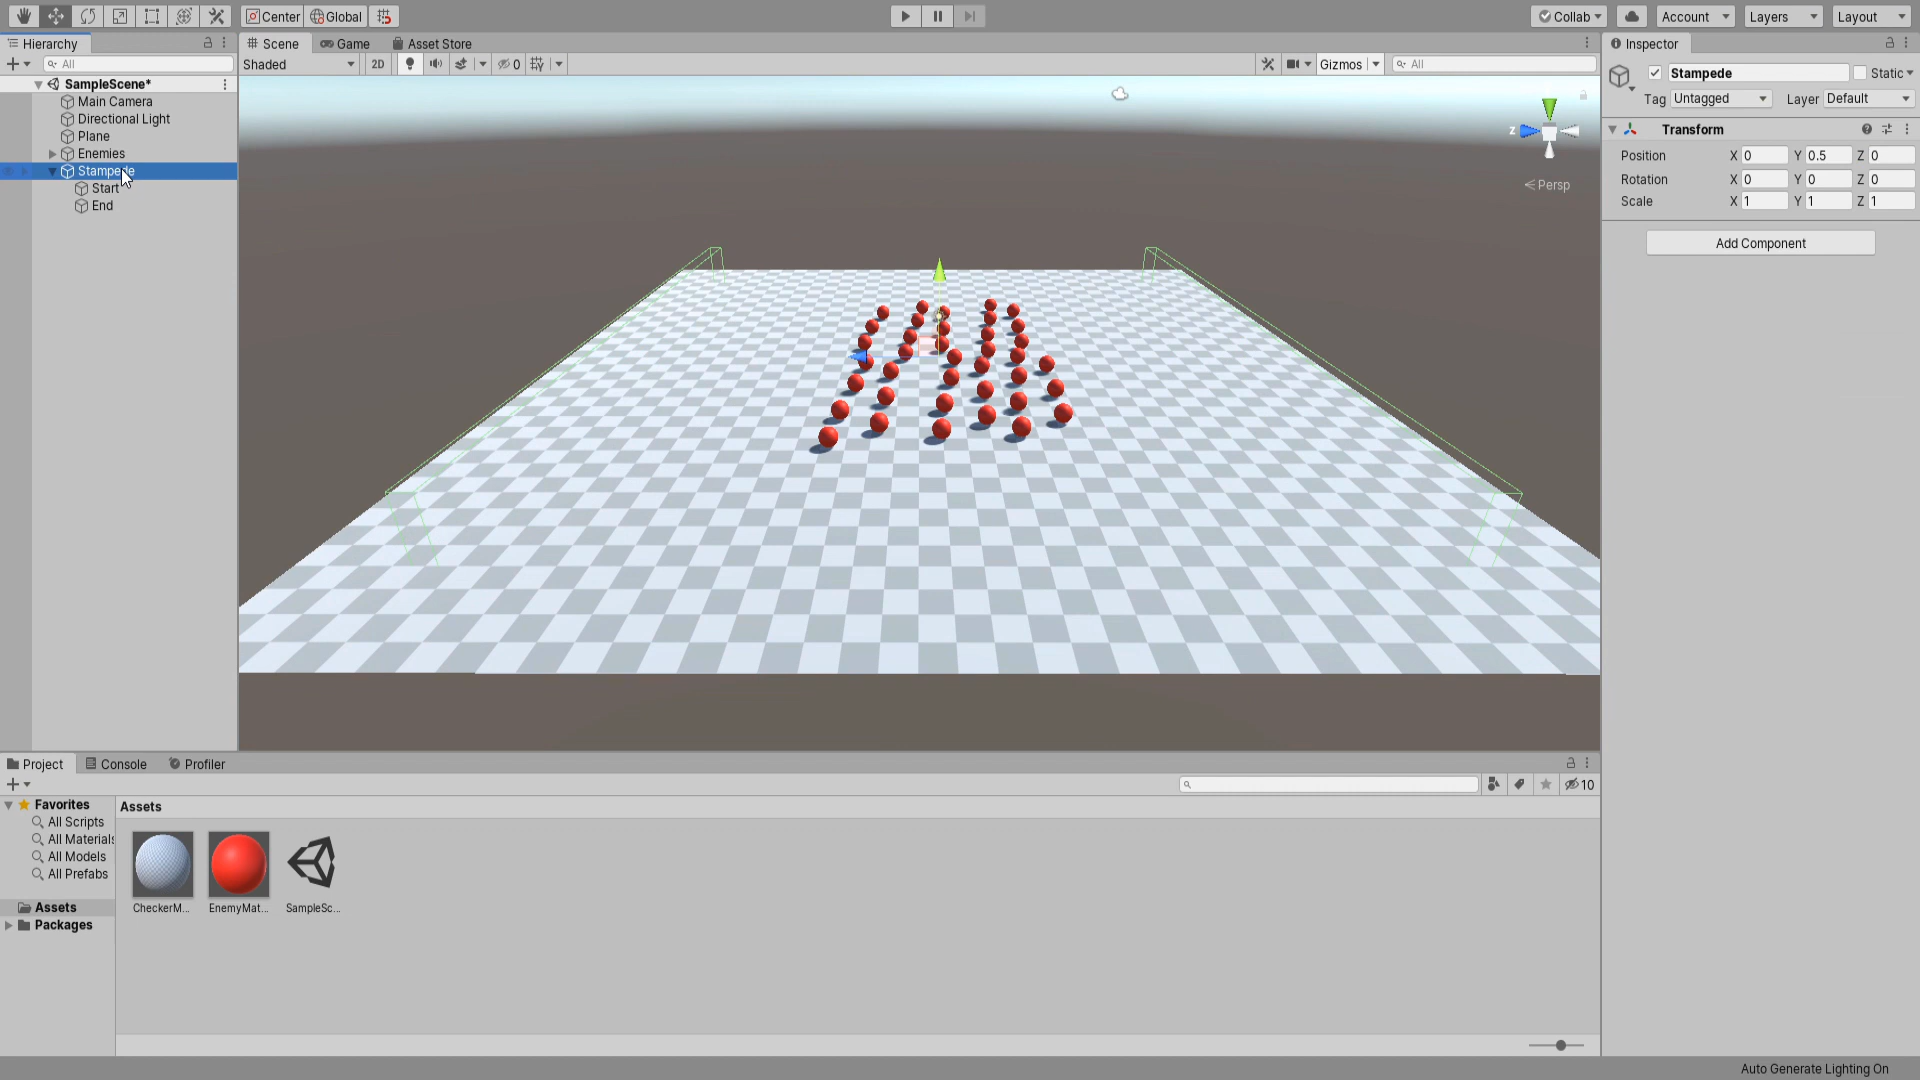 Center
Global
Collab
Account
Layers
Layout
Hierarchy
Scene
Game
Asset Store
Inspector
All
Shaded
2D
0
Gizmos
All
Stampede
Static
Tag Untagged
Layer Default
SampleScene*
Main Camera
Directional Light
Plane
Enemies
Stampede
Start
End
Z
Persp
Transform
Position X 0 Y 0.5 Z 0
Rotation X 0 Y 0 Z 0
Scale X 1 Y 1 Z 1
Add Component
Project
Console
Profiler
10
Favorites
All Scripts
All Materials
All Models
All Prefabs
Assets
Packages
Assets
CheckerM...
EnemyMat...
SampleSc...
Auto Generate Lighting On